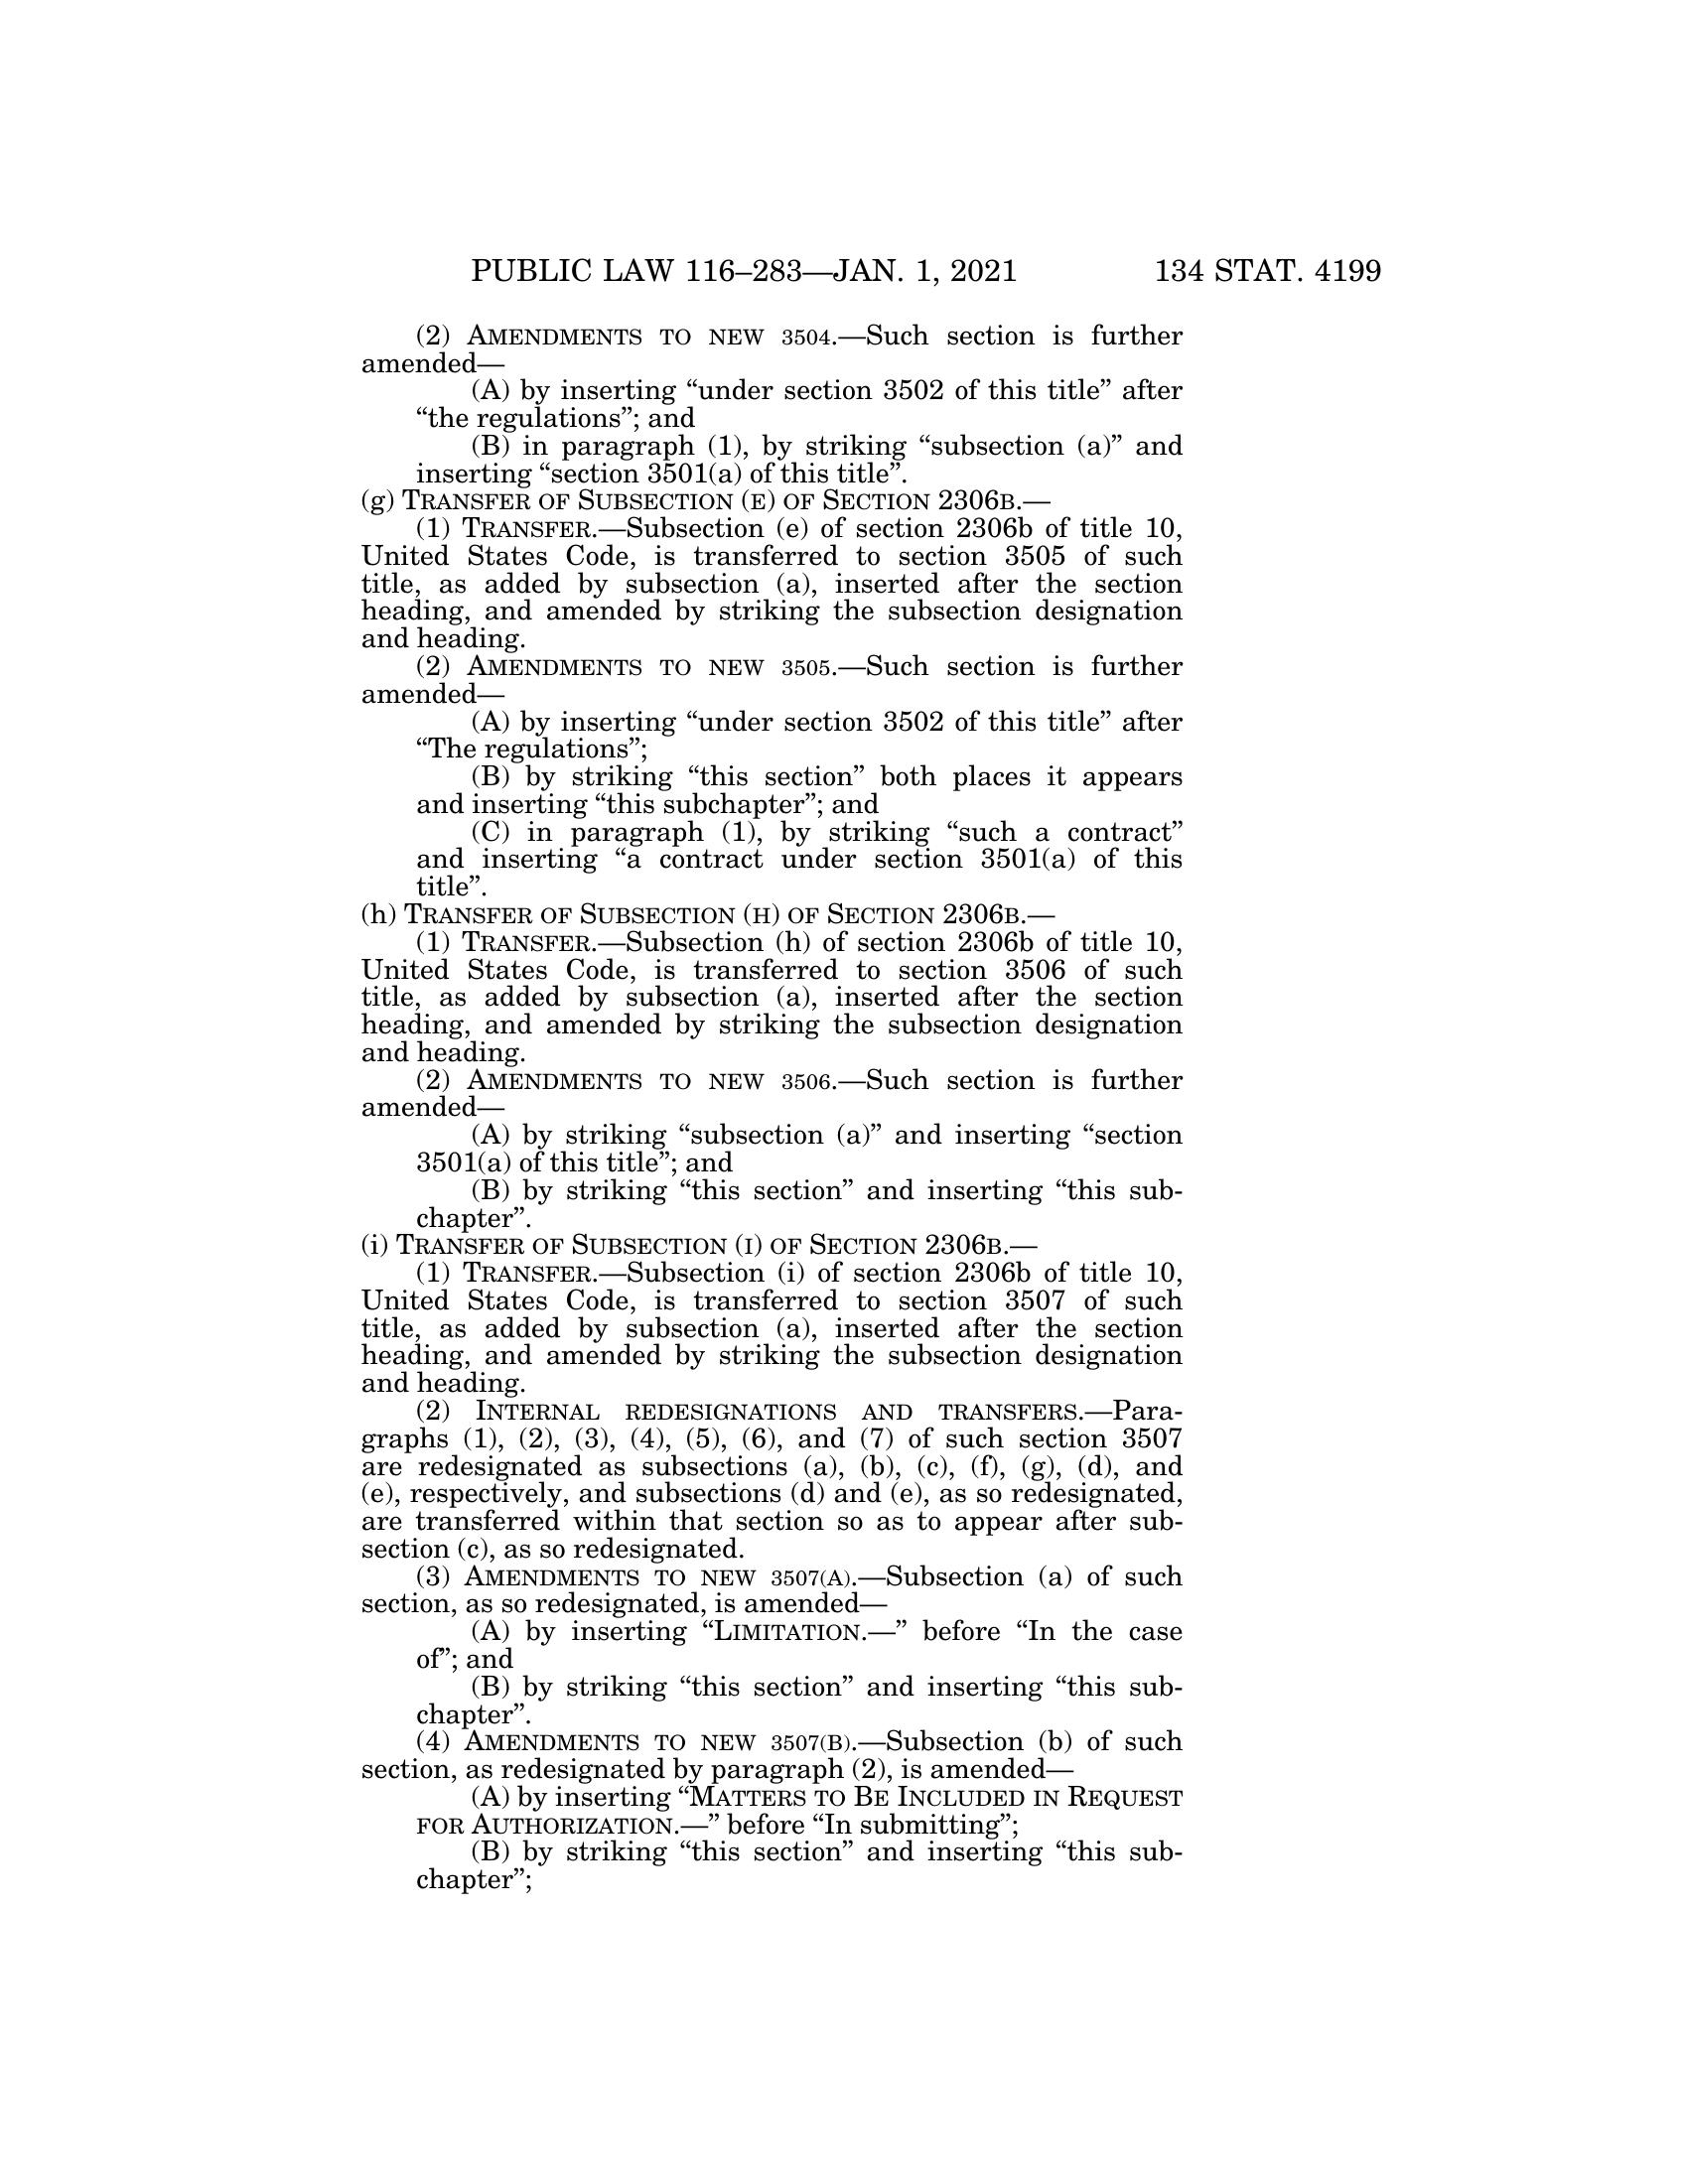 PUBLIC LAW 116–283—JAN. 1, 2021 134 STAT. 4199
(2) AMENDMENTS TO NEW 3504.—Such section is further
amended—
(A) by inserting “under section 3502 of this title” after
“the regulations”; and
(B) in paragraph (1), by striking “subsection (a)” and
inserting “section 3501(a) of this title”.
(g) TRANSFER OF SUBSECTION (E) OF SECTION 2306B.—
(1) TRANSFER.—Subsection (e) of section 2306b of title 10,
United States Code, is transferred to section 3505 of such
title, as added by subsection (a), inserted after the section
heading, and amended by striking the subsection designation
and heading.
(2) AMENDMENTS TO NEW 3505.—Such section is further
amended—
(A) by inserting “under section 3502 of this title” after
“The regulations”;
(B) by striking “this section” both places it appears
and inserting “this subchapter”; and
(C) in paragraph (1), by striking “such a contract”
and inserting “a contract under section 3501(a) of this
title”.
(h) TRANSFER OF SUBSECTION (H) OF SECTION 2306B.—
(1) TRANSFER.—Subsection (h) of section 2306b of title 10,
United States Code, is transferred to section 3506 of such
title, as added by subsection (a), inserted after the section
heading, and amended by striking the subsection designation
and heading.
(2) AMENDMENTS TO NEW 3506.—Such section is further
amended—
(A) by striking “subsection (a)” and inserting “section
3501(a) of this title”; and
(B) by striking “this section” and inserting “this sub-
chapter”.
(i) TRANSFER OF SUBSECTION (I) OF SECTION 2306B.—
(1) TRANSFER.—Subsection (i) of section 2306b of title 10,
United States Code, is transferred to section 3507 of such
title, as added by subsection (a), inserted after the section
heading, and amended by striking the subsection designation
and heading.
(2) INTERNAL REDESIGNATIONS AND TRANSFERS.—Para-
graphs (1), (2), (3), (4), (5), (6), and (7) of such section 3507
are redesignated as subsections (a), (b), (c), (f), (g), (d), and
(e), respectively, and subsections (d) and (e), as so redesignated,
are transferred within that section so as to appear after sub-
section (c), as so redesignated.
(3) AMENDMENTS TO NEW 3507(A).—Subsection (a) of such
section, as so redesignated, is amended—
(A) by inserting “LIMITATION.—” before “In the case
of”; and
(B) by striking “this section” and inserting “this sub-
chapter”.
(4) AMENDMENTS TO NEW 3507(B).—Subsection (b) of such
section, as redesignated by paragraph (2), is amended—
(A) by inserting “MATTERS TO BE INCLUDED IN REQUEST
FOR AUTHORIZATION.—” before “In submitting”;
(B) by striking “this section” and inserting “this sub-
chapter”;